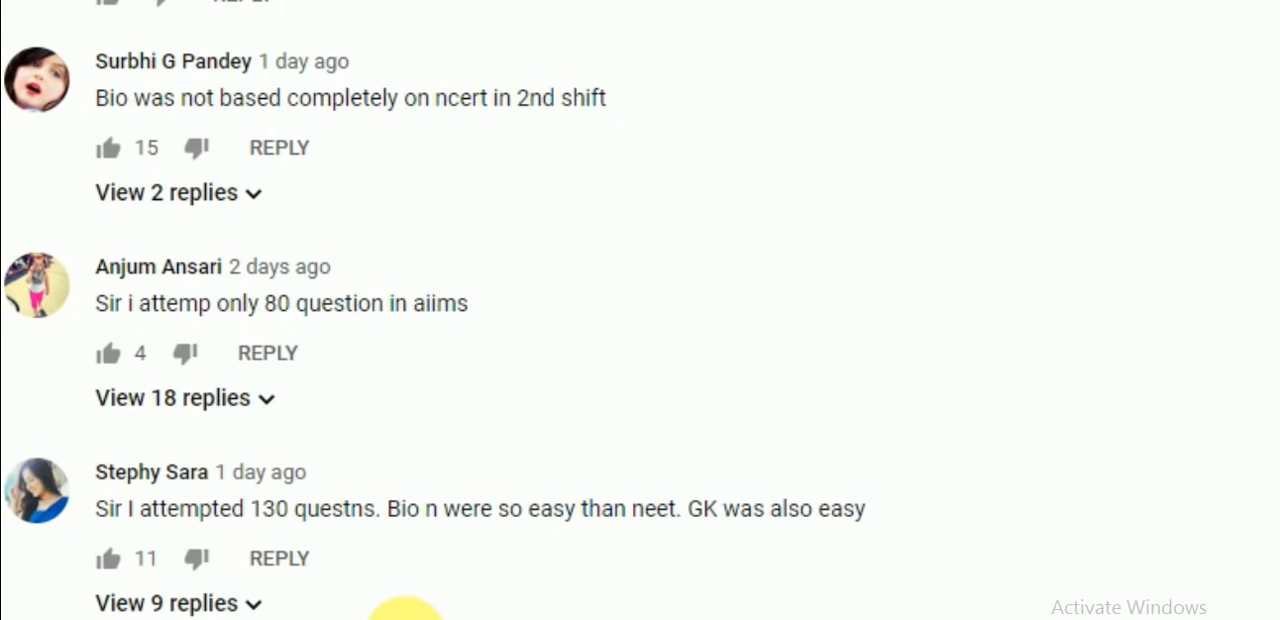 REPLY
Surbhi G Pandey 1 day ago
Bio was not based completely on ncert in 2nd shift
15 REPLY
View 2 replies
Anjum Ansari 2 days ago
Sir i attemp only 80 question in aiims
4 REPLY
View 18 replies
Stephy Sara 1 day ago
Sir I attempted 130 questns. Bio n were so easy than neet. GK was also easy
11 REPLY
View 9 replies
Activate Windows